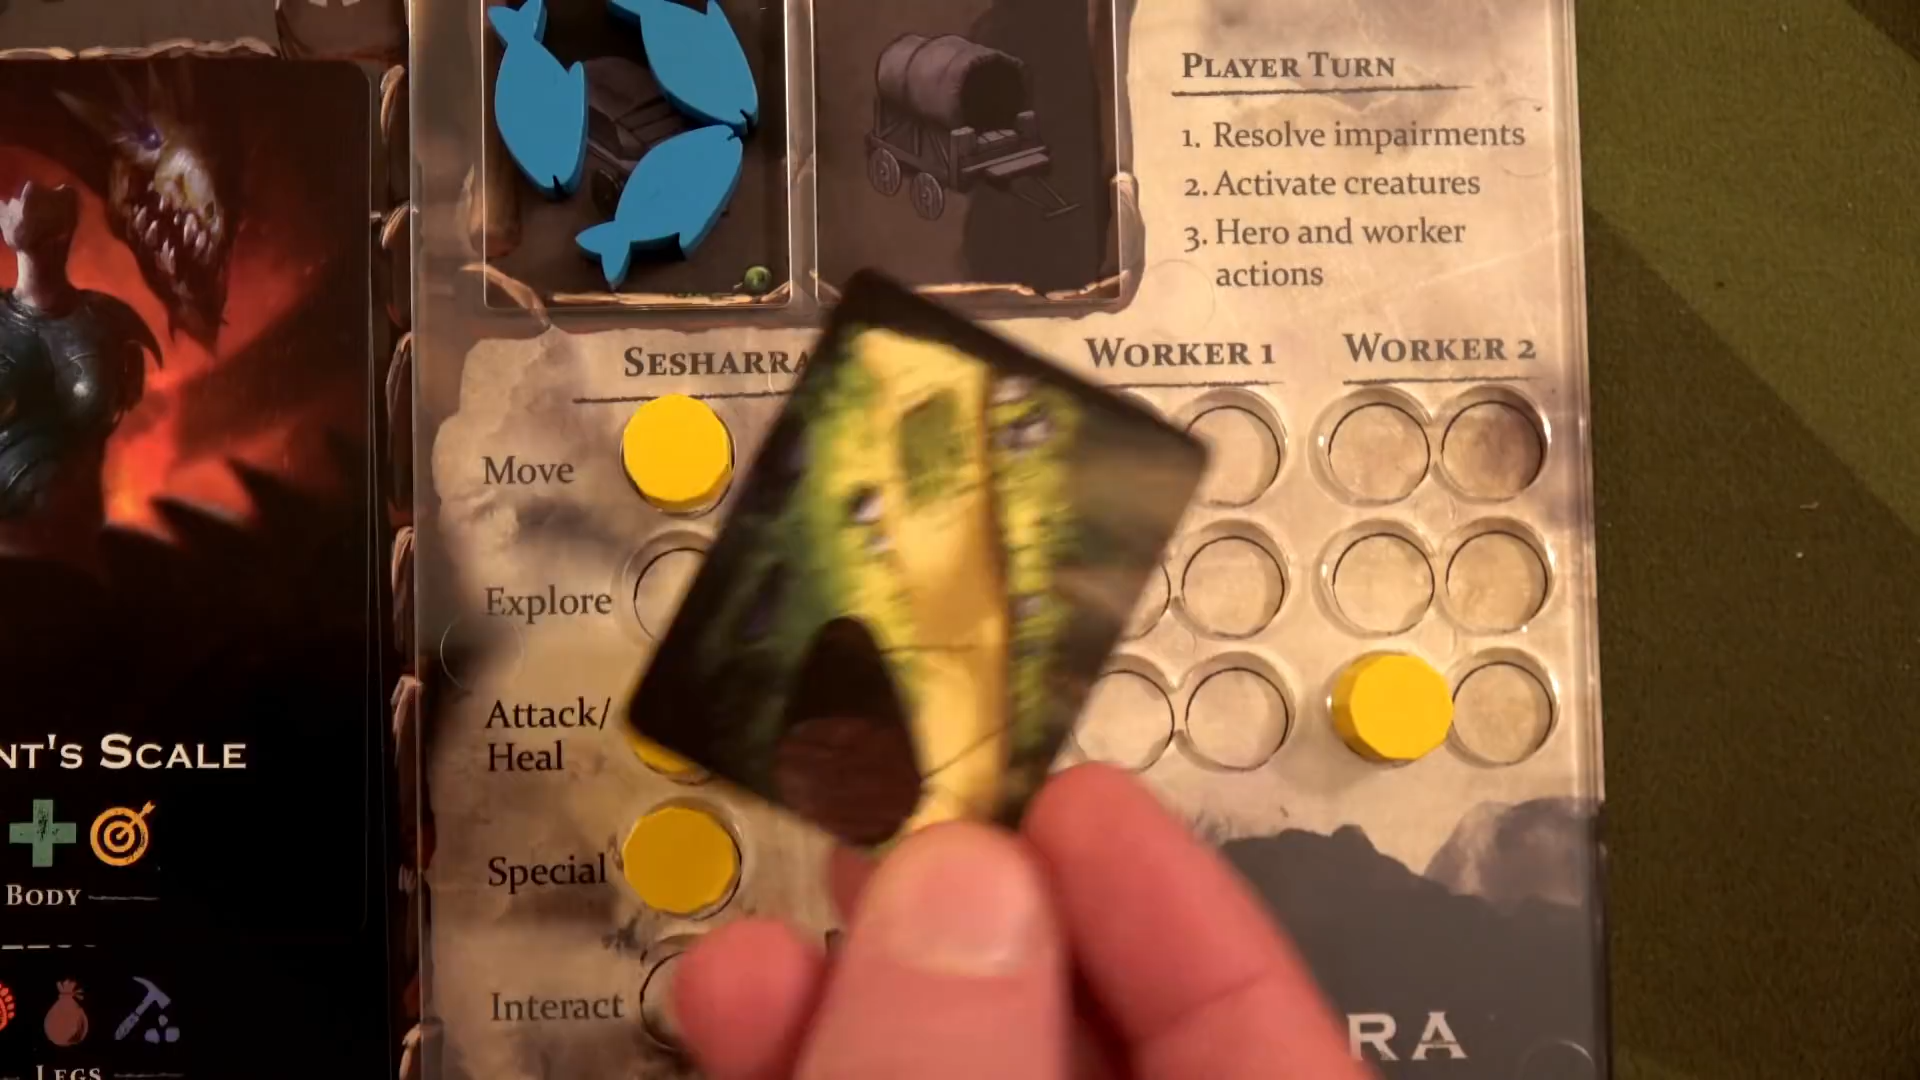 PLAYER TURN
1. Resolve impairments
2. Activate creatures
3. Hero and worker
actions
SESHARRA
WORKER 1
WORKER 2
Move
Explore
Attack/
Heal
Special
Interact
NT'S SCALE
BODY
LEGS
RA